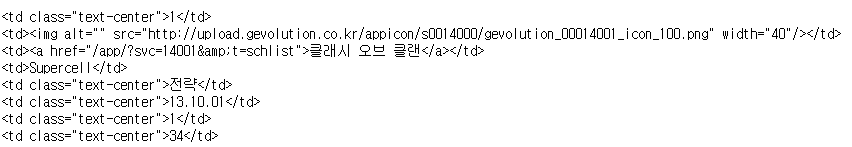 <td class="text-center">1</td>
<td><img alt="" src="http://upload.gevolution.co.kr/appicon/s0014000/gevolution_00014001_icon_100.png" width="40"/></td>
<td><a href="/app/?svc=14001&amp;t=schlist">클래시 오브 클랜</a></td>
<td>Supercell</td>
<td class="text-center">전략</td>
<td class="text-center">13.10.01</td>
<td class="text-center">1</td>
<td class="text-center">34</td>